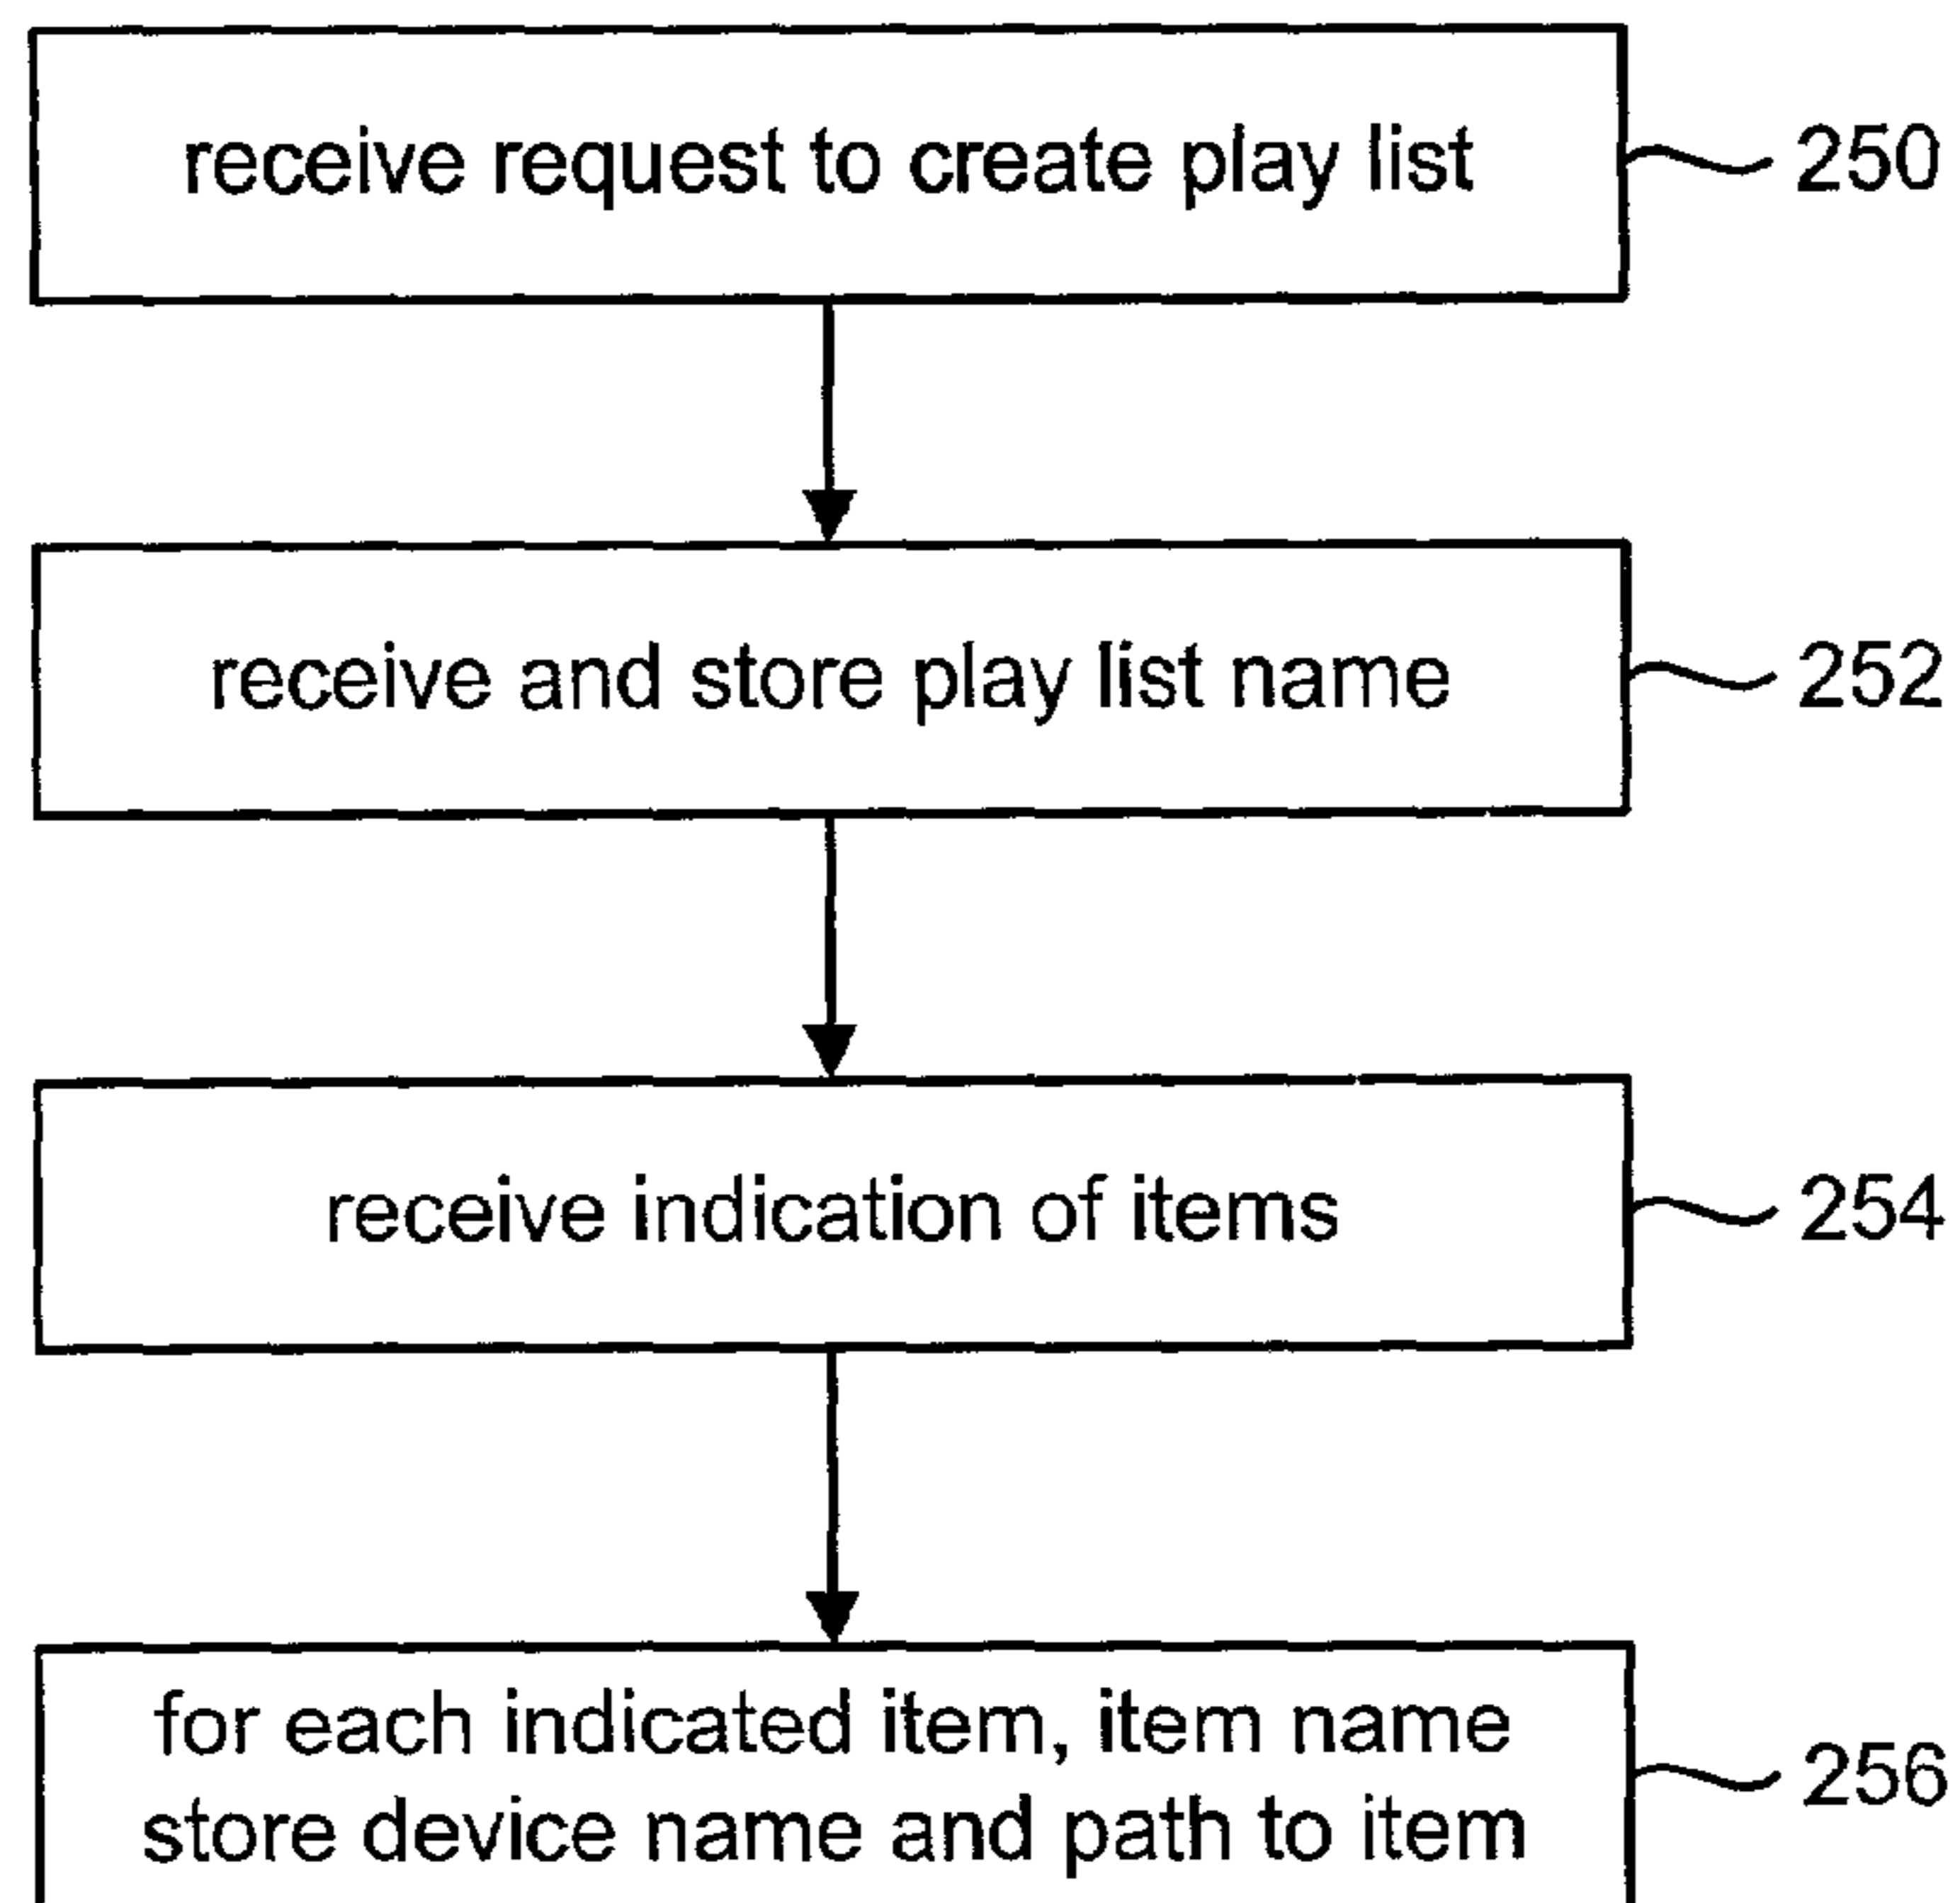 receive request to create play list
250
receive and store play list name
252
receive indication of items
254
for each indicated item, item name
store device name and path to item
256